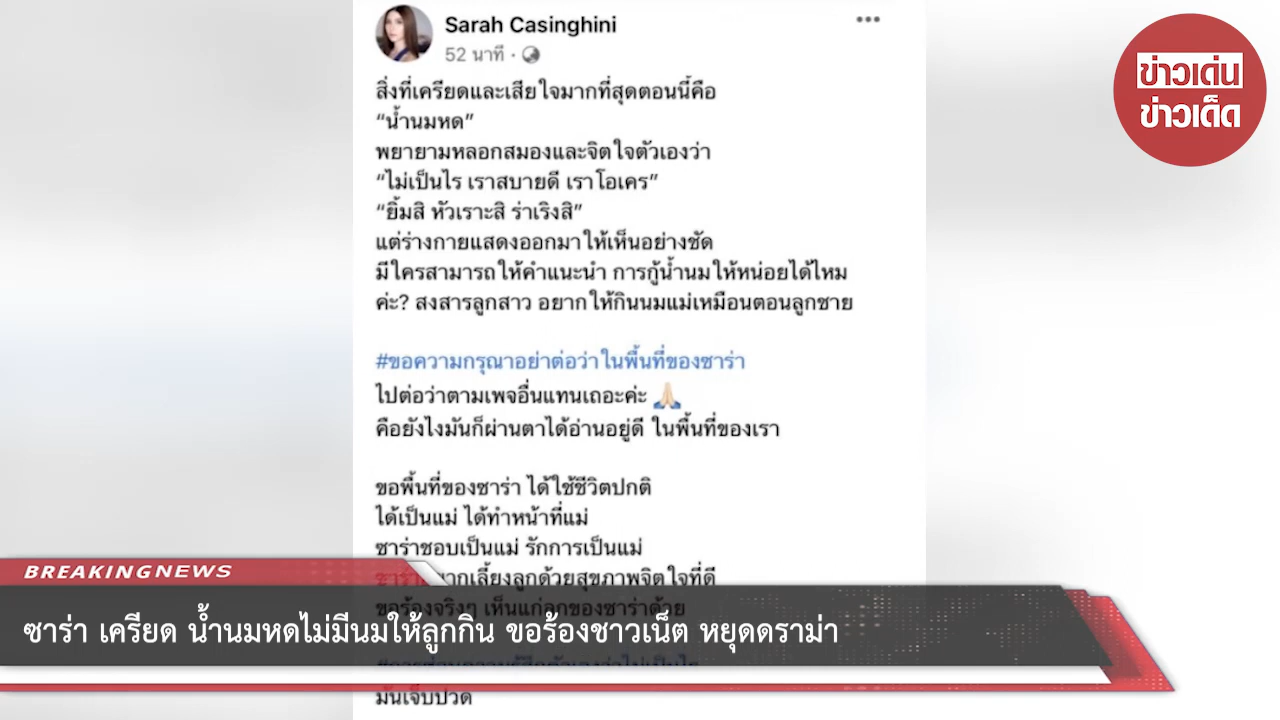 Sarah Casinghini
52 นาที ·
ข่าวเด่น
ข่าวเด็ด
สิ่งที่เครียดและเสียใจมากที่สุดตอนนี้คือ
“น้ำนมหด”
พยายามหลอกสมองและจิตใจตัวเองว่า
“ไม่เป็นไร เราสบายดี เราโอเคร”
“ยิ้มสิ หัวเราะสิ ร่าเริงสิ”
แต่ร่างกายแสดงออกมาให้เห็นอย่างชัด
มีใครสามารถให้คำแนะนำ การกู้น้ำนมให้หน่อยได้ไหม
ค่ะ? สงสารลูกสาว อยากให้กินนมแม่เหมือนตอนลูกชาย
#ขอความกรุณาอย่าต่อว่าในพื้นที่ของซาร่า
ไปต่อว่าตามเพจอื่นแทนเถอะค่ะ 🙏🏻
คือยังไงมันก็ผ่านตาได้อ่านอยู่ดี ในพื้นที่ของเรา
ขอพื้นที่ของซาร่า ได้ใช้ชีวิตปกติ
ได้เป็นแม่ ได้ทำหน้าที่แม่
ซาร่าชอบเป็นแม่ รักการเป็นแม่
เลี้ยงลูกด้วยสุขภาพจิตใจที่ดี
ขอร้องจริงๆ เห็นแก่ลูกของซาร่าด้วย
BREAKING NEWS
ซาร่า เครียด น้ำนมหดไม่มีนมให้ลูกกิน ขอร้องชาวเน็ต หยุดดราม่า
มันเจ็บปวด